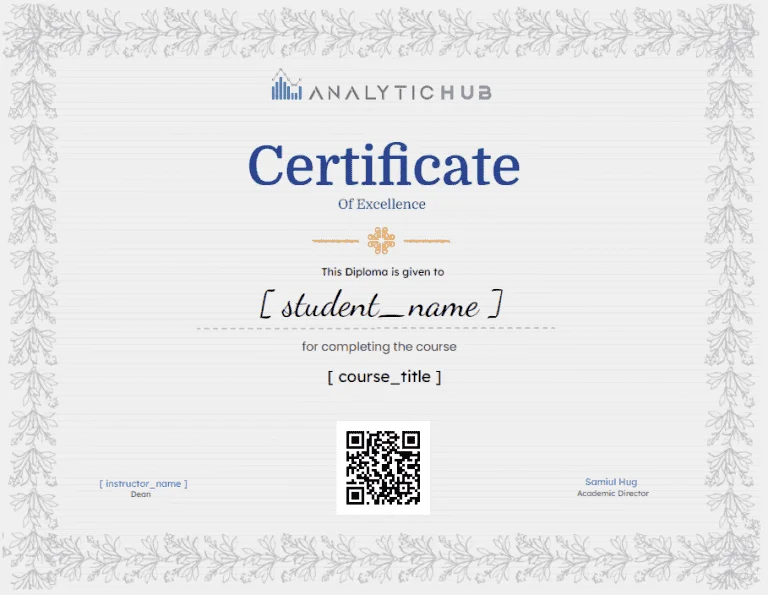 ANALYTICHUB
Certificate
Of Excellence
This Diploma is given to
[ student_name ]
for completing the course
[ course_title ]
[ instructor_name ]
Dean
Samiul Hug
Academic Director